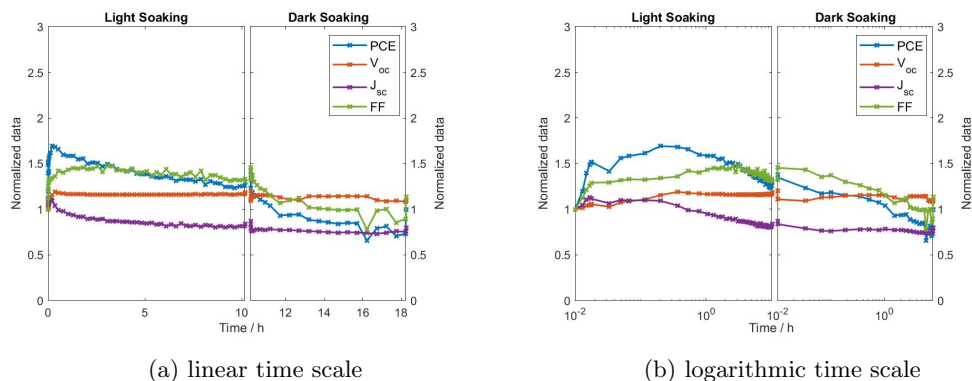 Light Soaking
Dark Soaking
Normalized data
3
2.5
2
1.5
1
0.5
0
0
5
10
12
14
16
18
Time / h
PCE
Voc
Jsc
FF
3
2.5
2
1.5
1
0.5
0
Normalized data
(a) linear time scale
Light Soaking
Dark Soaking
Normalized data
3
2.5
2
1.5
1
0.5
0
10-2
100
10-2
100
Time / h
PCE
Voc
Jsc
FF
3
2.5
2
1.5
1
0.5
0
Normalized data
(b) logarithmic time scale